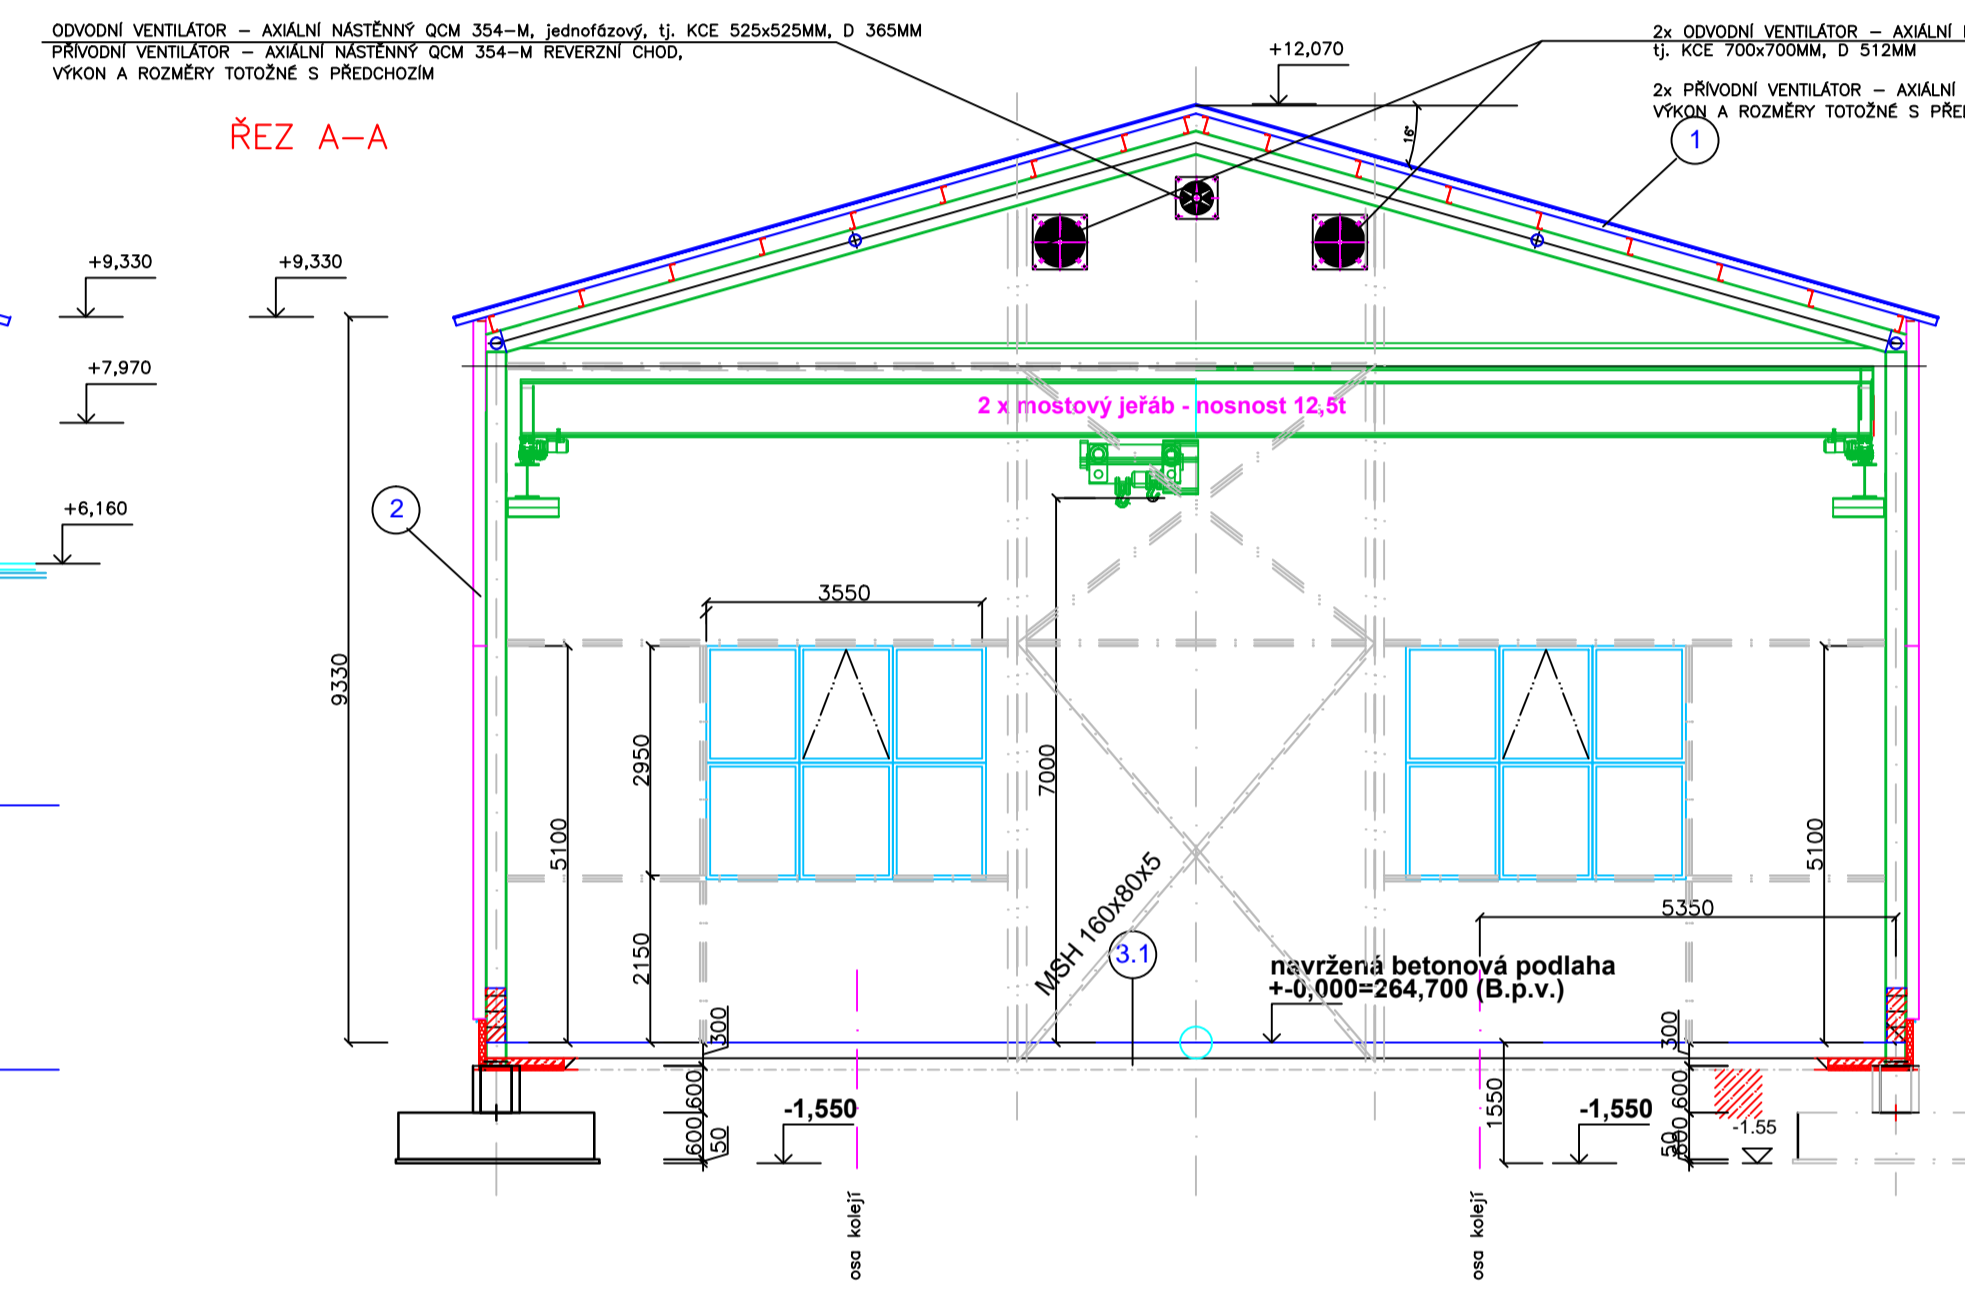 ODVODNÍ VENTILÁTOR – AXIÁLNÍ NÁSTĚNNÝ QCM 354-M, jednofázový, tj. KCE 525x525MM, D 365MM
PŘÍVODNÍ VENTILÁTOR – AXIÁLNÍ NÁSTĚNNÝ QCM 354-M REVERZNÍ CHOD,
VÝKON A ROZMĚRY TOTOŽNÉ S PŘEDCHOZÍM
2x ODVODNÍ VENTILÁTOR – AXIÁLNÍ
tj. KCE 700x700MM, D 512MM
2x PŘÍVODNÍ VENTILÁTOR – AXIÁLNÍ
VÝKON A ROZMĚRY TOTOŽNÉ S
ŘEZ A-A
+12,070
16°
1
+9,330
+9,330
+7,970
+6,160
2 x mostový jeřáb - nosnost 12,5t
2
3550
9330
2950
5100
7000
5100
2150
MSH 160x80x5
3.1
5350
navržená betonová podlaha
+-0,000=264,700 (B.p.v.)
300
300
600
600
50
-1,550
1550
-1,550
600
600
50
-1.55
osa kolejí
osa kolejí